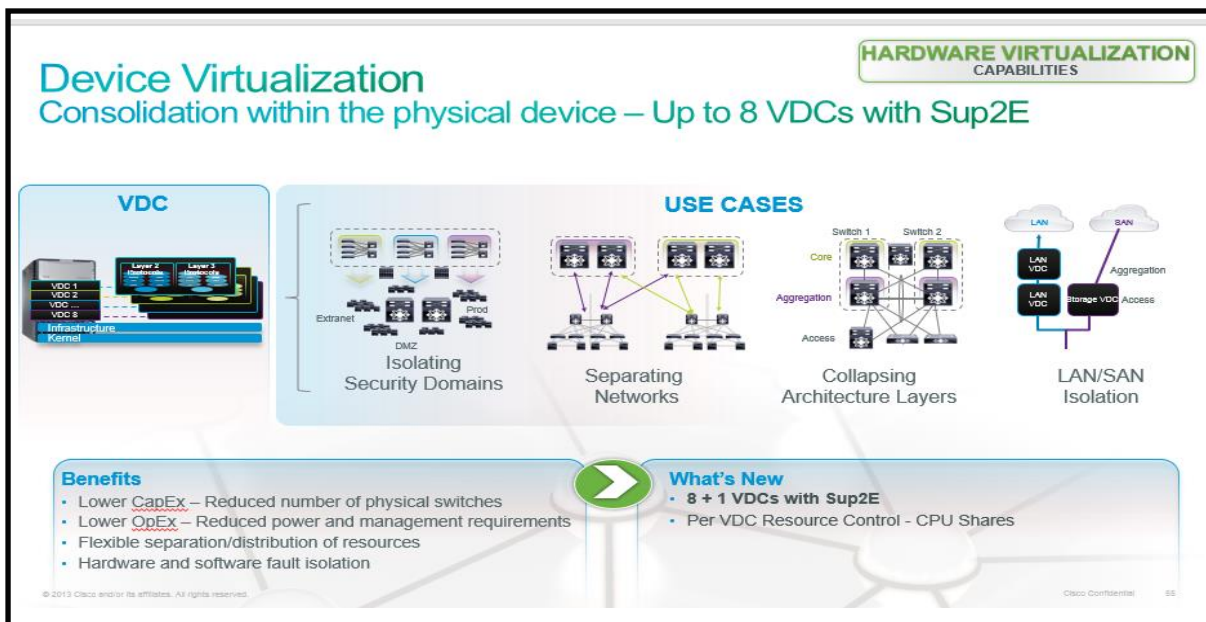 HARDWARE VIRTUALIZATION
CAPABILITIES
Device Virtualization
Consolidation within the physical device – Up to 8 VDCs with Sup2E
VDC
Layer 2
Protocols
Layer 3
Protocols
VDC 1
VDC 2
VDC ...
VDC 8
Infrastructure
Kernel
USE CASES
Extranet
Prod
DMZ
Isolating
Security Domains
Separating
Networks
Switch 1
Switch 2
Core
Aggregation
Access
Collapsing
Architecture Layers
LAN
SAN
LAN
VDC
Aggregation
LAN
VDC
Storage VDC
Access
LAN/SAN
Isolation
Benefits
• Lower CapEx – Reduced number of physical switches
• Lower OpEx – Reduced power and management requirements
• Flexible separation/distribution of resources
• Hardware and software fault isolation
What's New
• 8 + 1 VDCs with Sup2E
• Per VDC Resource Control - CPU Shares
© 2013 Cisco and/or its affiliates. All rights reserved.
Cisco Confidential